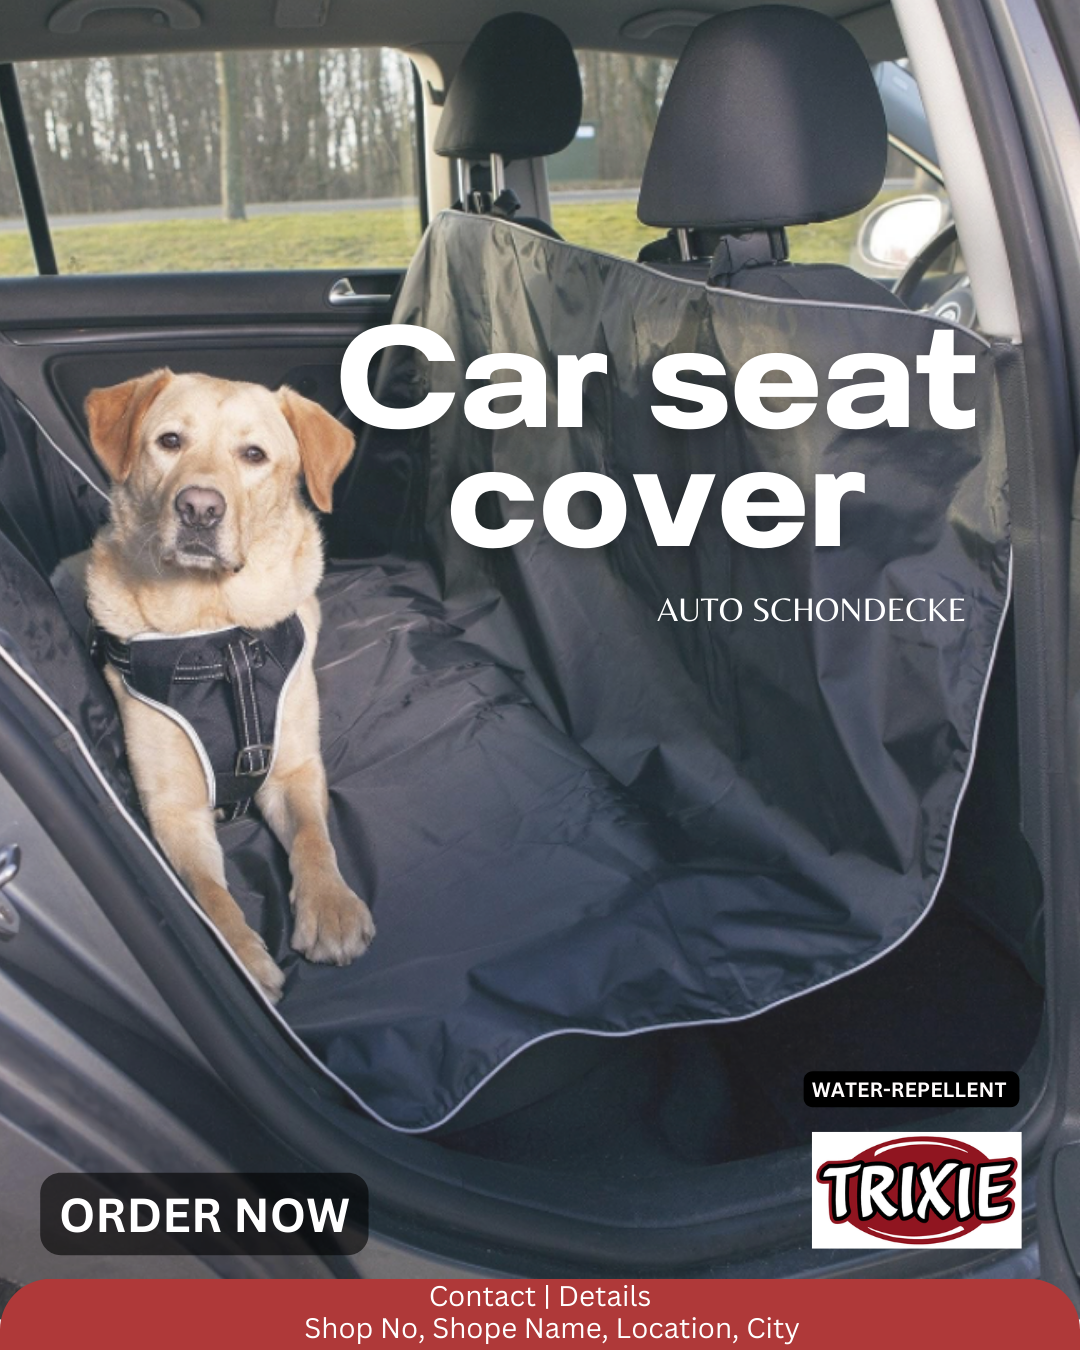 Car seat
cover
AUTO SCHONDECKE
WATER-REPELLENT
TRIXIE
ORDER NOW
Contact | Details
Shop No, Shope Name, Location, City